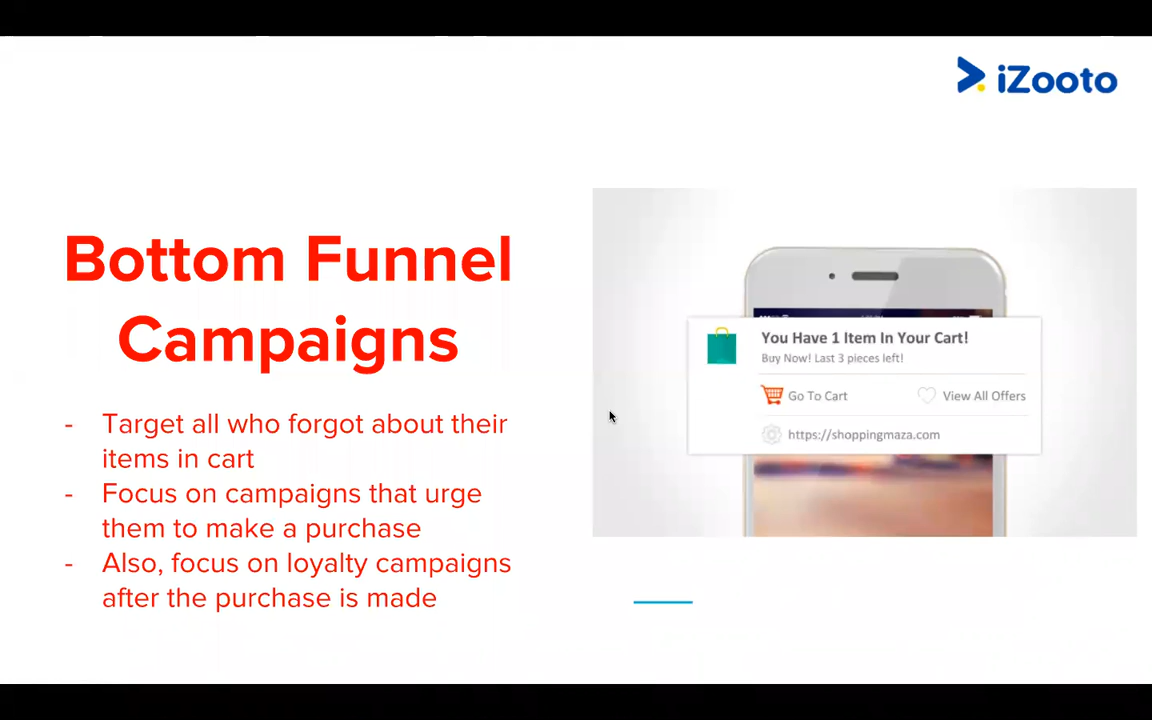 iZooto
Bottom Funnel
Campaigns
- Target all who forgot about their
items in cart
- Focus on campaigns that urge
them to make a purchase
- Also, focus on loyalty campaigns
after the purchase is made
You Have 1 Item In Your Cart!
Buy Now! Last 3 pieces left!
Go To Cart
View All Offers
https://shoppingmaza.com